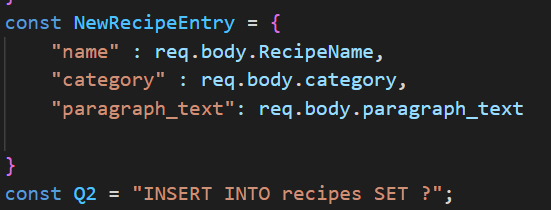 }
const NewRecipeEntry = {
"name" : req.body.RecipeName,
"category" : req.body.category,
"paragraph_text": req.body.paragraph_text
}
const Q2 = "INSERT INTO recipes SET ?";